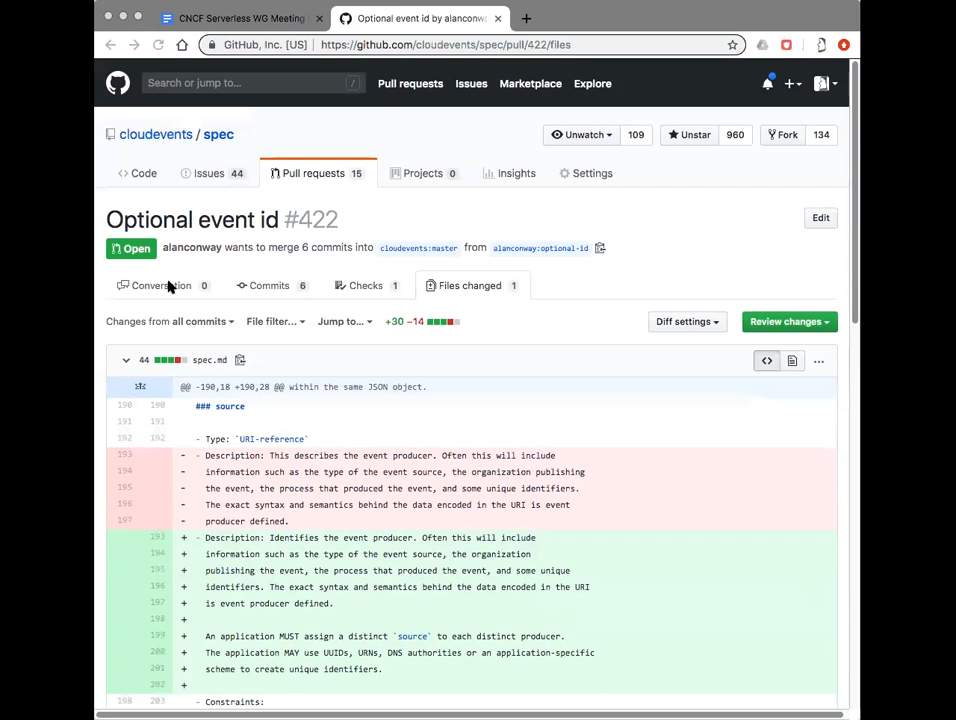 CNCF Serverless WG Meeting
Optional event id by alanconwa
GitHub, Inc. [US] https://github.com/cloudevents/spec/pull/422/files
Search or jump to... /
Pull requests Issues Marketplace Explore
cloudevents / spec
Unwatch 109 Unstar 960 Fork 134
Code Issues 44 Pull requests 15 Projects 0 Insights Settings
Optional event id #422
Edit
Open alanconway wants to merge 6 commits into cloudevents:master from alanconway:optional-id
Conversation 0 Commits 6 Checks 1 Files changed 1
Changes from all commits File filter... Jump to... +30 −14
Diff settings Review changes
44 spec.md
@@ -190,18 +190,28 @@ within the same JSON object.
190 190 ### source
191 191
192 192 - Type: `URI-reference`
193 - - Description: This describes the event producer. Often this will include
194 - information such as the type of the event source, the organization publishing
195 - the event, the process that produced the event, and some unique identifiers.
196 - The exact syntax and semantics behind the data encoded in the URI is event
197 - producer defined.
193 + - Description: Identifies the event producer. Often this will include
194 + information such as the type of the event source, the organization
195 + publishing the event, the process that produced the event, and some unique
196 + identifiers. The exact syntax and semantics behind the data encoded in the URI
197 + is event producer defined.
198 +
199 + An application MUST assign a distinct `source` to each distinct producer.
200 + The application MAY use UUIDs, URNs, DNS authorities or an application-specific
201 + scheme to create unique identifiers.
202 +
198 203 - Constraints: